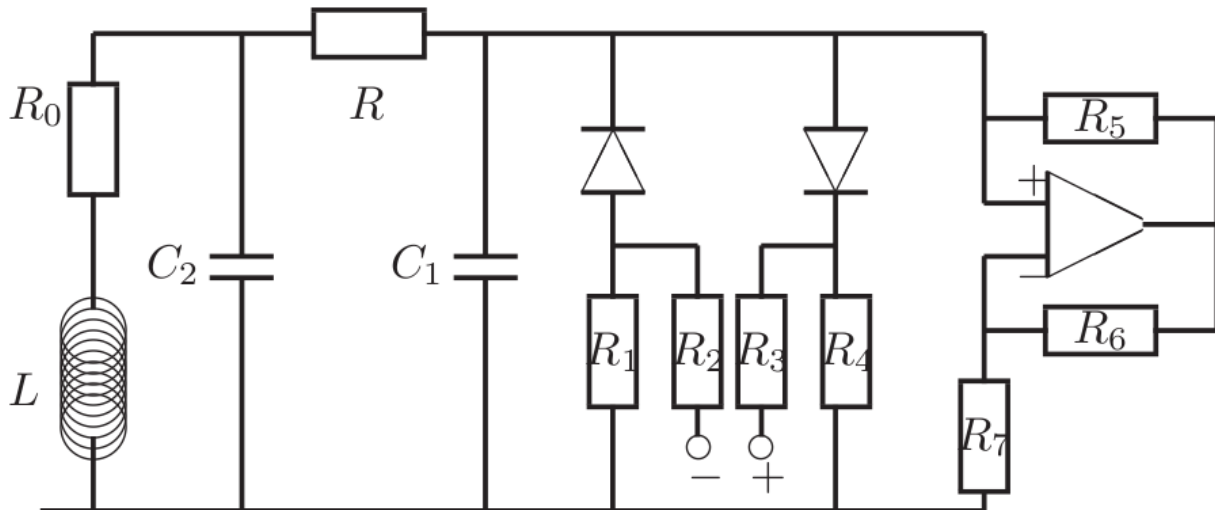 R₀
R
R₅
+
C₂
C₁
−
R₁
R₂
R₃
R₄
R₆
L
R₇
−
+